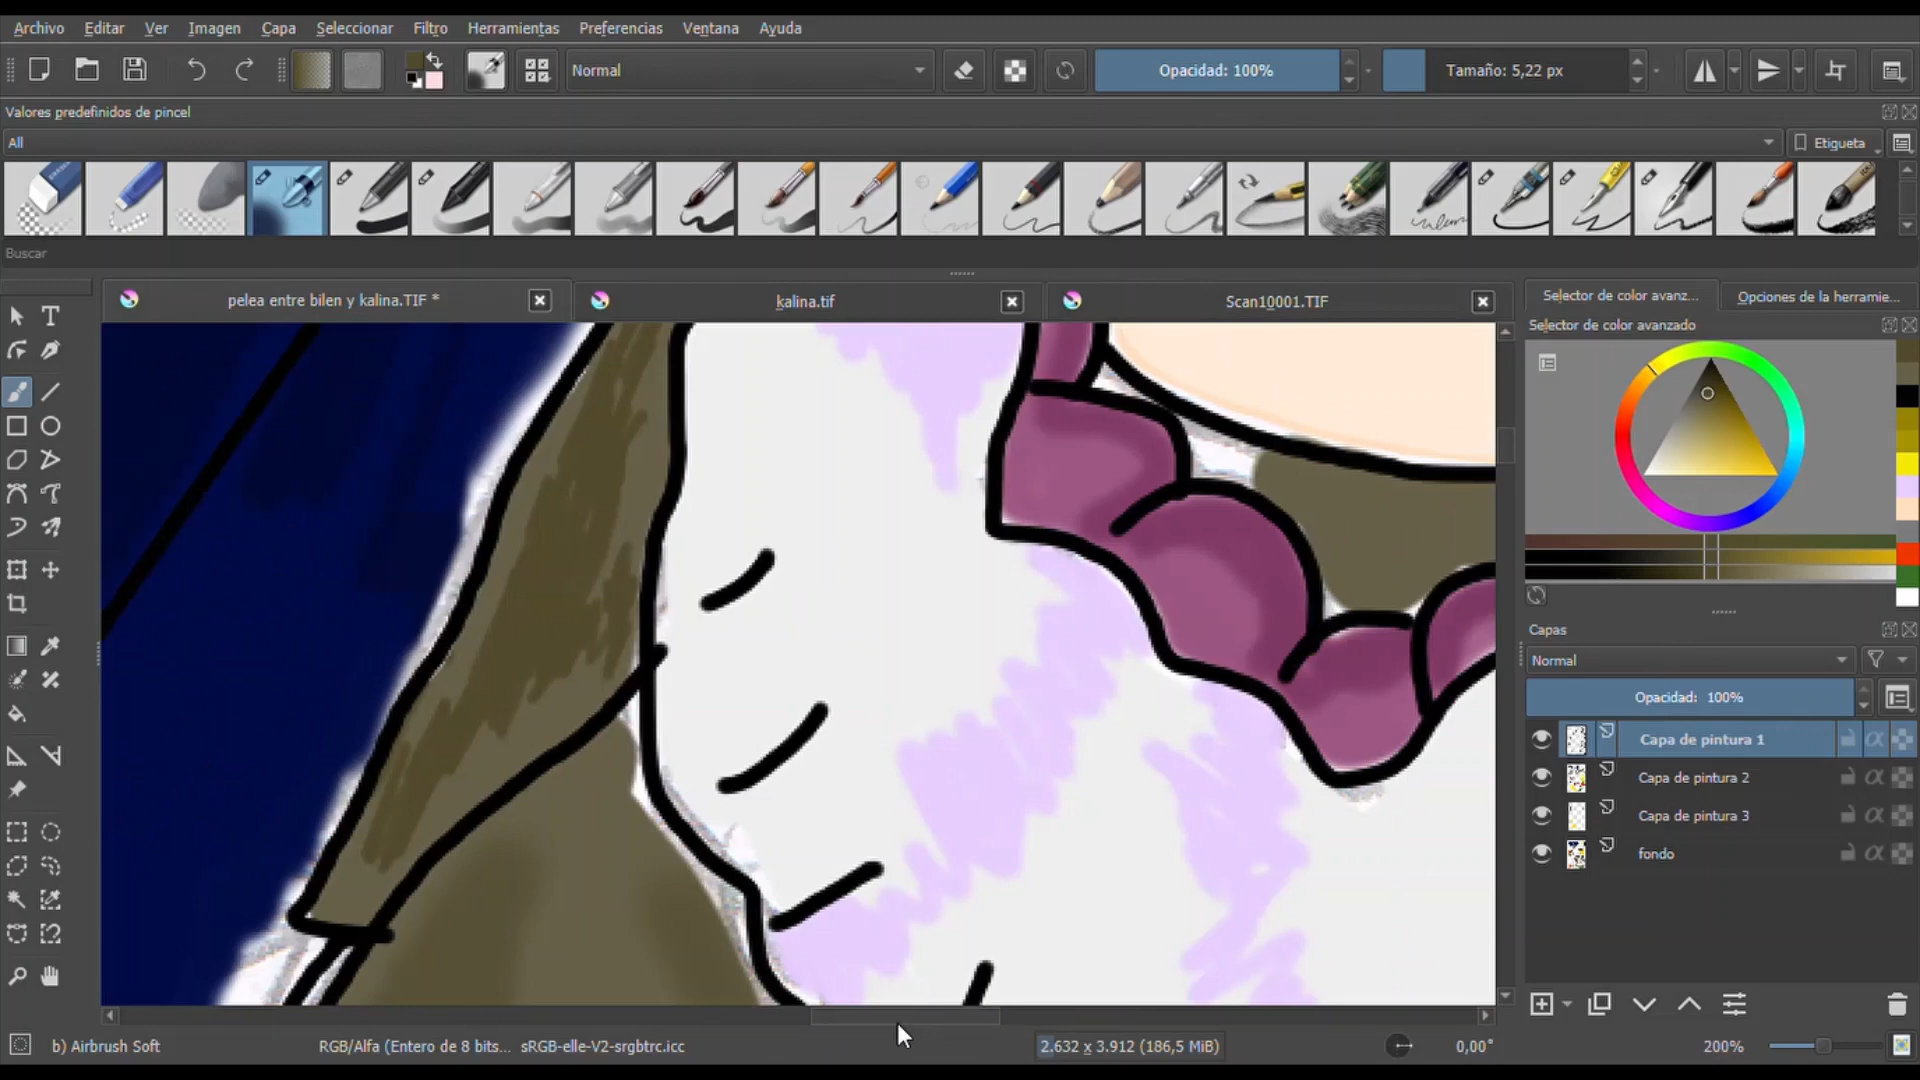 Archivo Editar Ver Imagen Capa Seleccionar Filtro Herramientas Preferencias Ventana Ayuda
Normal Opacidad: 100% Tamaño: 5,22 px
Valores predefinidos de pincel
All Etiqueta
Buscar
pelea entre bilen y kalina.TIF * kalina.tif Scan10001.TIF
Selector de color avanz... Opciones de la herramie...
Selector de color avanzado
Capas
Normal
Opacidad: 100%
Capa de pintura 1
Capa de pintura 2
Capa de pintura 3
fondo
b) Airbrush Soft RGB/Alfa (Entero de 8 bits... sRGB-elle-V2-srgbtrc.icc 2.632 x 3.912 (186,5 MiB) 0,00° 200%